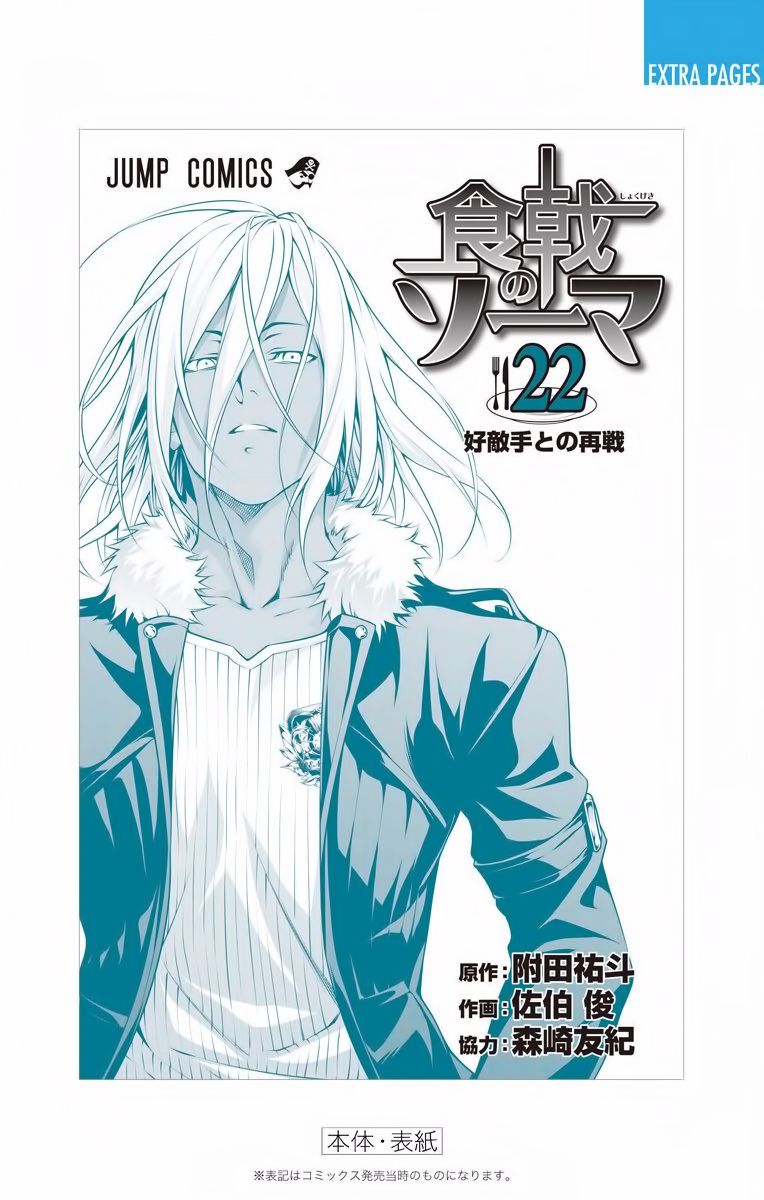 EXTRA PAGES
JUMP COMICS
食戟の
しょくげき
ソーマ
22
好敵手との再戦
原作:附田祐斗
作画:佐伯 俊
協力:森崎友紀
本体・表紙
※表記はコミックス発売当時のものになります。